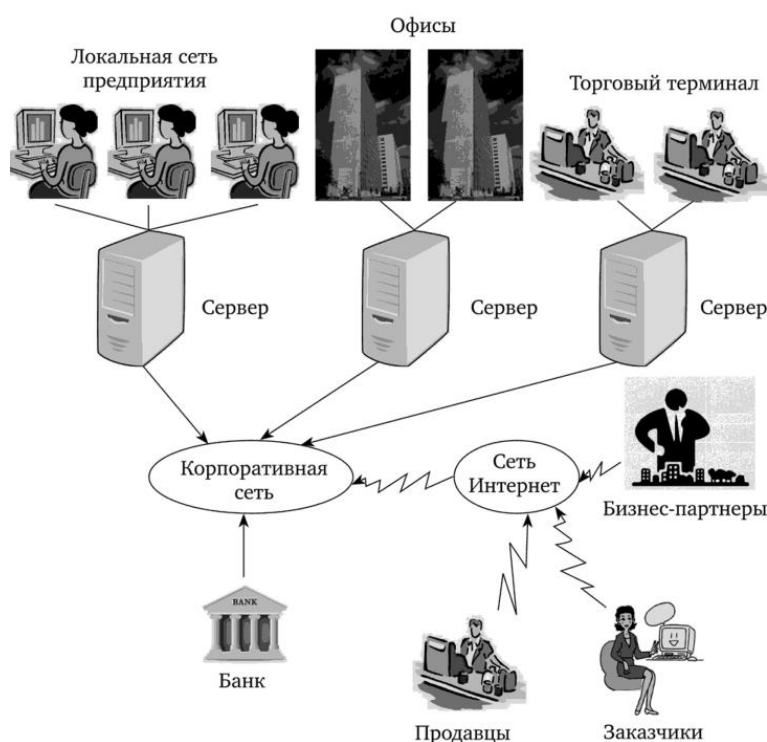 Офисы
Локальная сеть
предприятия
Торговый терминал
Сервер
Сервер
Сервер
Корпоративная
сеть
Сеть
Интернет
Бизнес-партнеры
BANK
Банк
Продавцы
Заказчики